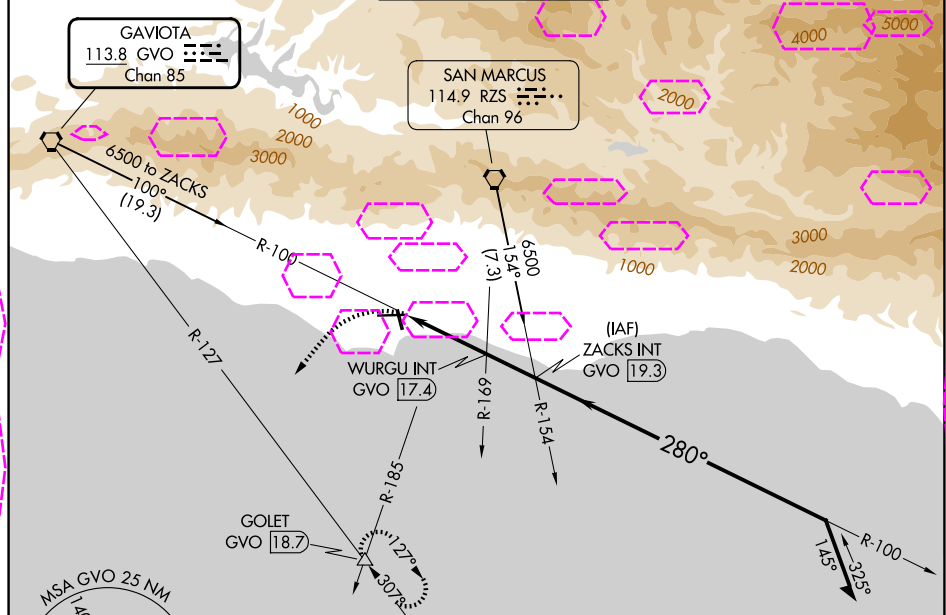 GAVIOTA
113.8 GVO
Chan 85
SAN MARCUS
114.9 RZS
Chan 96
4000
5000
2000
1000
2000
3000
6500 to ZACKS
100°
(19.3)
R-100
6500
154°
(7.3)
3000
2000
1000
R-127
WURGU INT
GVO 17.4
(IAF)
ZACKS INT
GVO 19.3
R-169
R-154
280°
R-185
GOLET
GVO 18.7
127°
307°
R-100
145°
325°
MSA GVO 25 NM